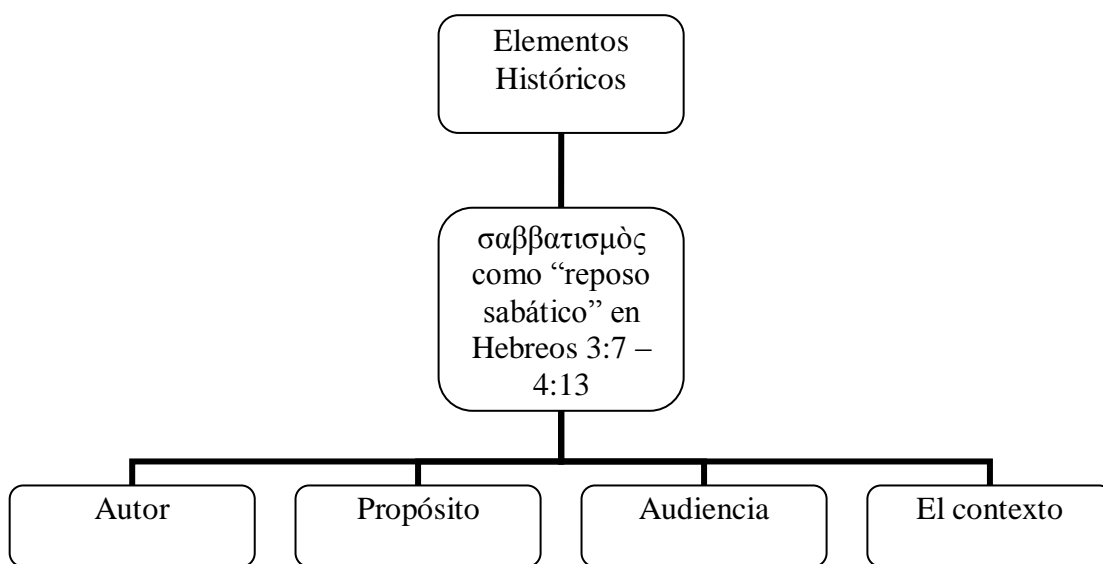 Elementos
Históricos
σαββατισμὸς
como “reposo
sabático” en
Hebreos 3:7 –
4:13
Autor
Propósito
Audiencia
El contexto